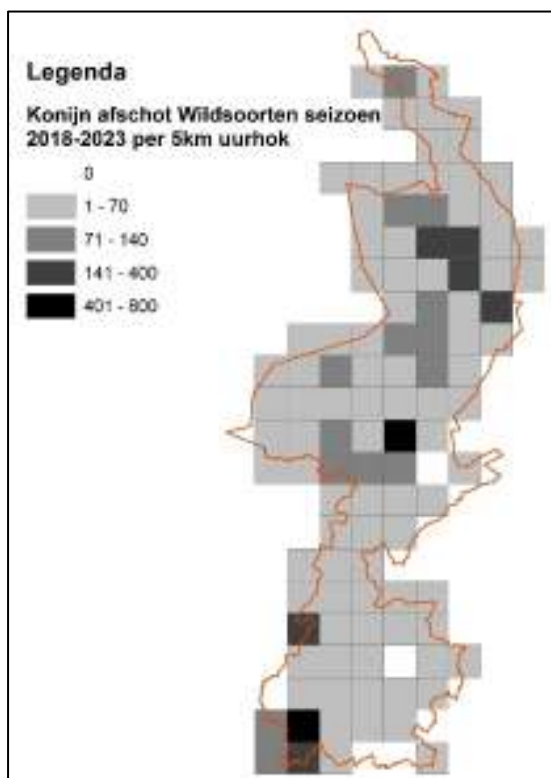 Legenda
Konijn afschot Wildsoorten seizoen
2018-2023 per 5km uurhok
0
1 - 70
71 - 140
141 - 400
401 - 800